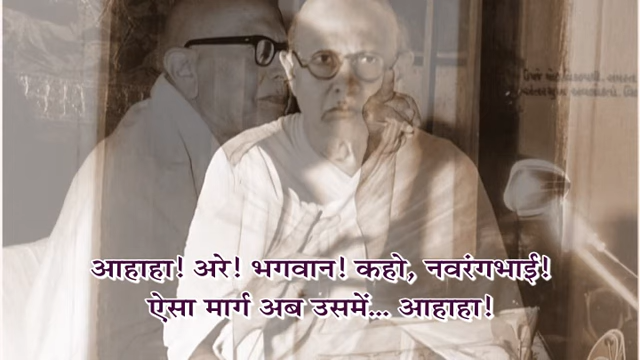 आहाहा! अरे! भगवान! कहो, नवरंगभाई!
ऐसा मार्ग अब उसमें... आहाहा!